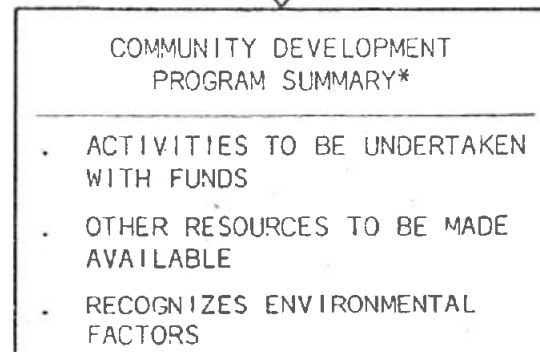 COMMUNITY DEVELOPMENT
PROGRAM SUMMARY*
. ACTIVITIES TO BE UNDERTAKEN
WITH FUNDS
. OTHER RESOURCES TO BE MADE
AVAILABLE
. RECOGNIZES ENVIRONMENTAL
FACTORS